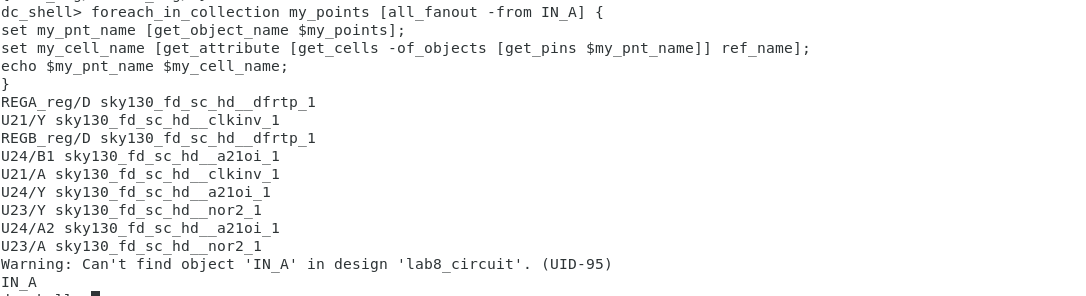 dc_shell> foreach_in_collection my_points [all_fanout -from IN_A] {
set my_pnt_name [get_object_name $my_points];
set my_cell_name [get_attribute [get_cells -of_objects [get_pins $my_pnt_name]] ref_name];
echo $my_pnt_name $my_cell_name;
}
REGA_reg/D sky130_fd_sc_hd__dfrtp_1
U21/Y sky130_fd_sc_hd__clkinv_1
REGB_reg/D sky130_fd_sc_hd__dfrtp_1
U24/B1 sky130_fd_sc_hd__a21oi_1
U21/A sky130_fd_sc_hd__clkinv_1
U24/Y sky130_fd_sc_hd__a21oi_1
U23/Y sky130_fd_sc_hd__nor2_1
U24/A2 sky130_fd_sc_hd__a21oi_1
U23/A sky130_fd_sc_hd__nor2_1
Warning: Can't find object 'IN_A' in design 'lab8_circuit'. (UID-95)
IN_A